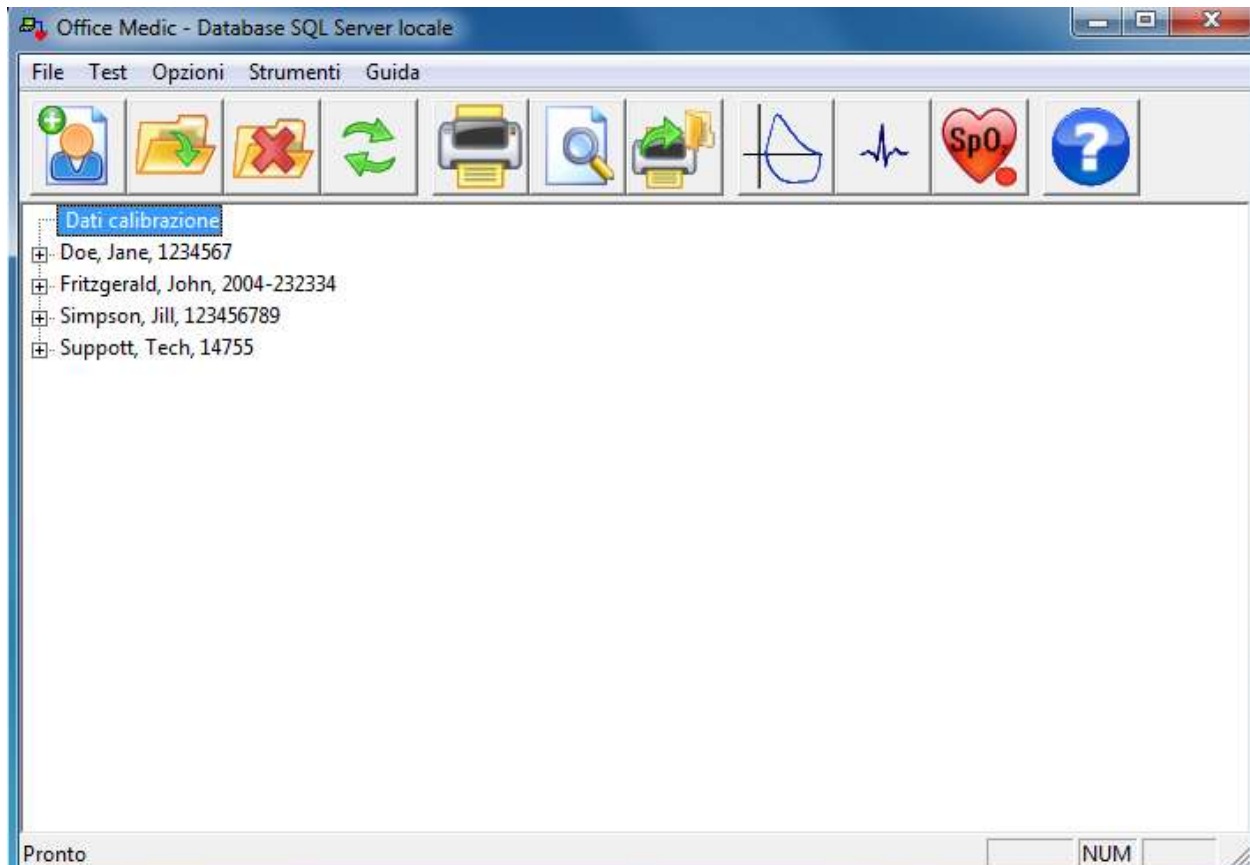 Office Medic - Database SQL Server locale
File Test Opzioni Strumenti Guida
SpO2
Dati calibrazione
Doe, Jane, 1234567
Fritzgerald, John, 2004-232334
Simpson, Jill, 123456789
Suppott, Tech, 14755
Pronto NUM